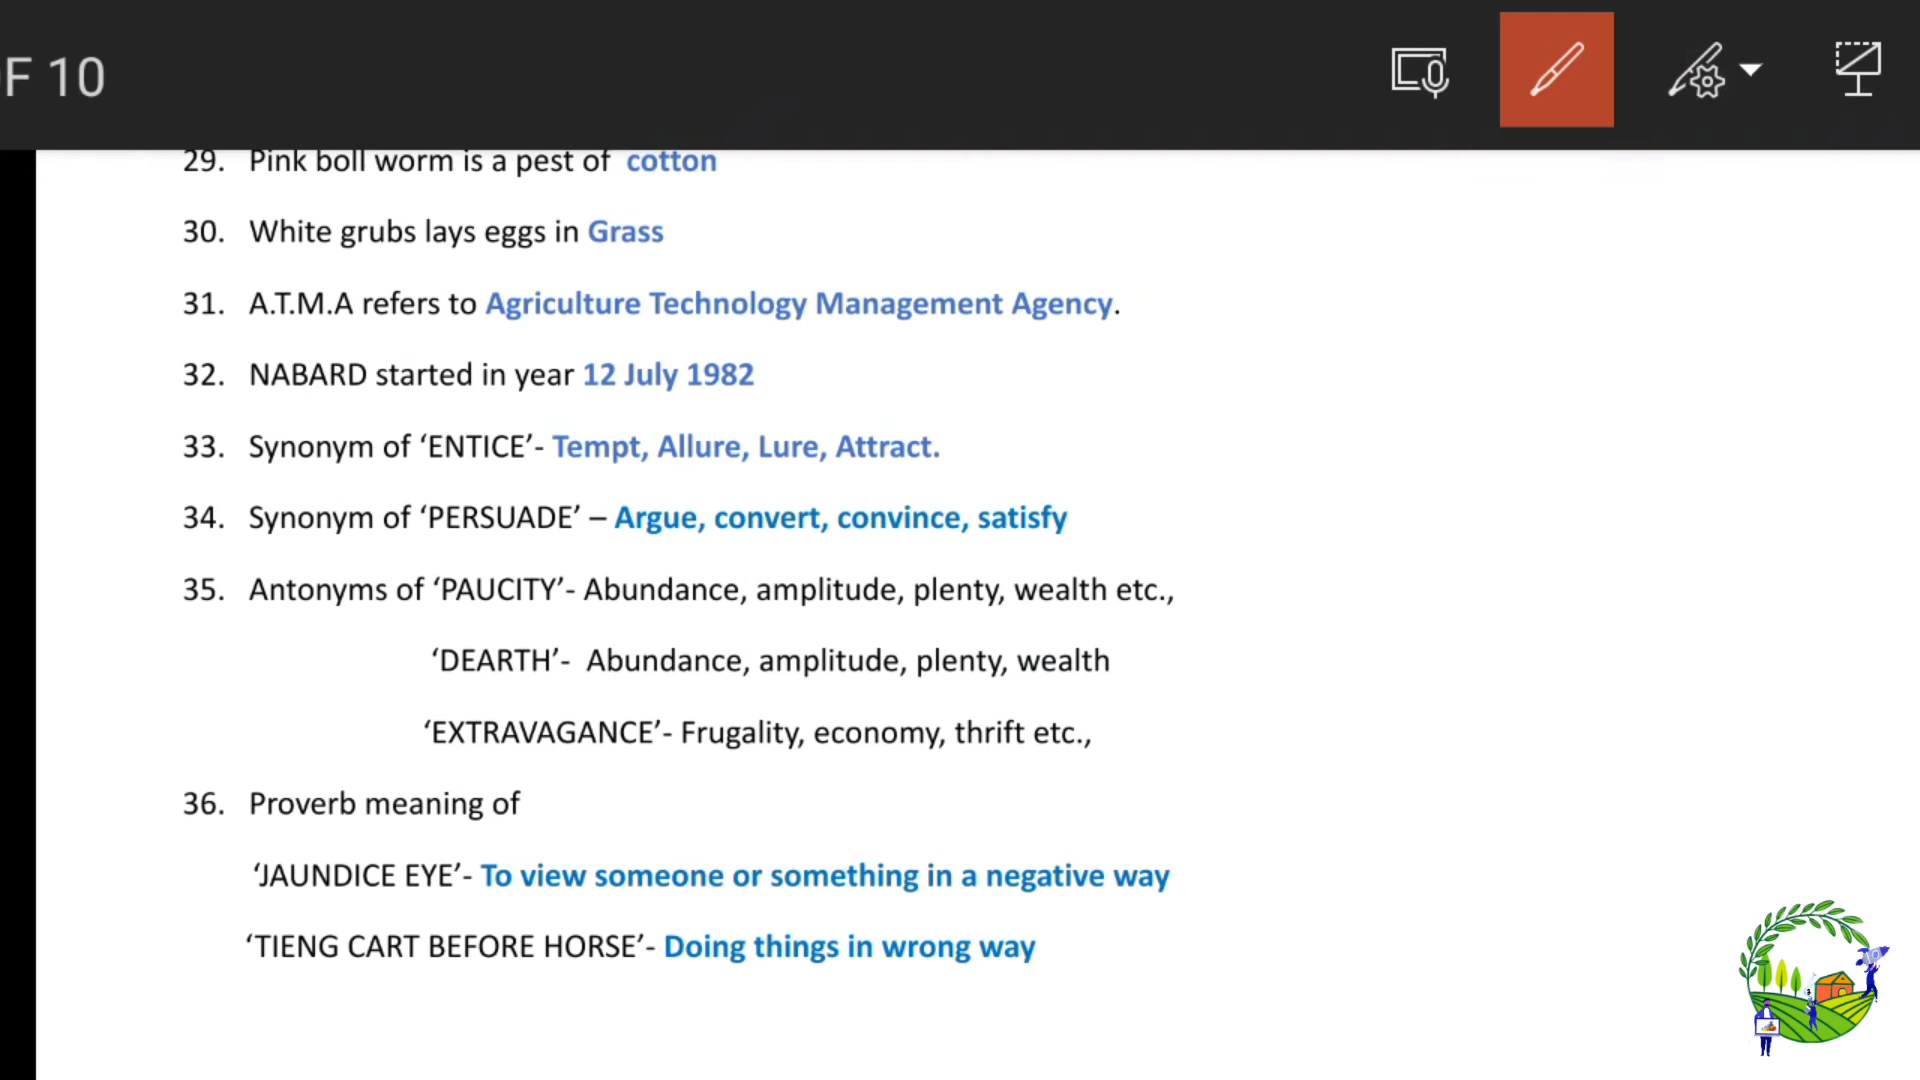 F 10
29. Pink boll worm is a pest of cotton
30. White grubs lays eggs in Grass
31. A.T.M.A refers to Agriculture Technology Management Agency.
32. NABARD started in year 12 July 1982
33. Synonym of ‘ENTICE’- Tempt, Allure, Lure, Attract.
34. Synonym of ‘PERSUADE’ – Argue, convert, convince, satisfy
35. Antonyms of ‘PAUCITY’- Abundance, amplitude, plenty, wealth etc.,
‘DEARTH’- Abundance, amplitude, plenty, wealth
‘EXTRAVAGANCE’- Frugality, economy, thrift etc.,
36. Proverb meaning of
‘JAUNDICE EYE’- To view someone or something in a negative way
‘TIENG CART BEFORE HORSE’- Doing things in wrong way